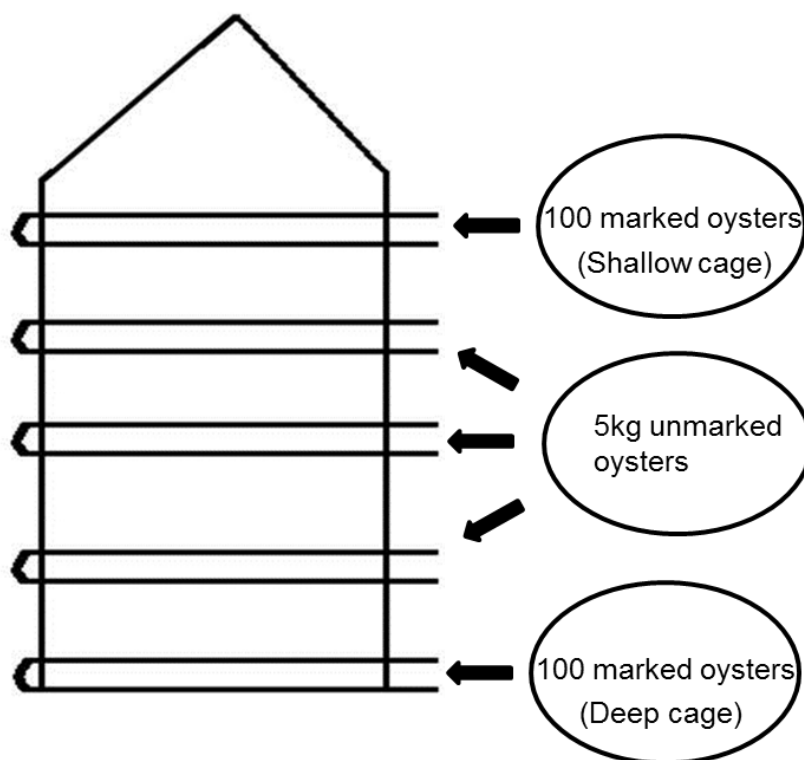 100 marked oysters
(Shallow cage)
5kg unmarked
oysters
100 marked oysters
(Deep cage)